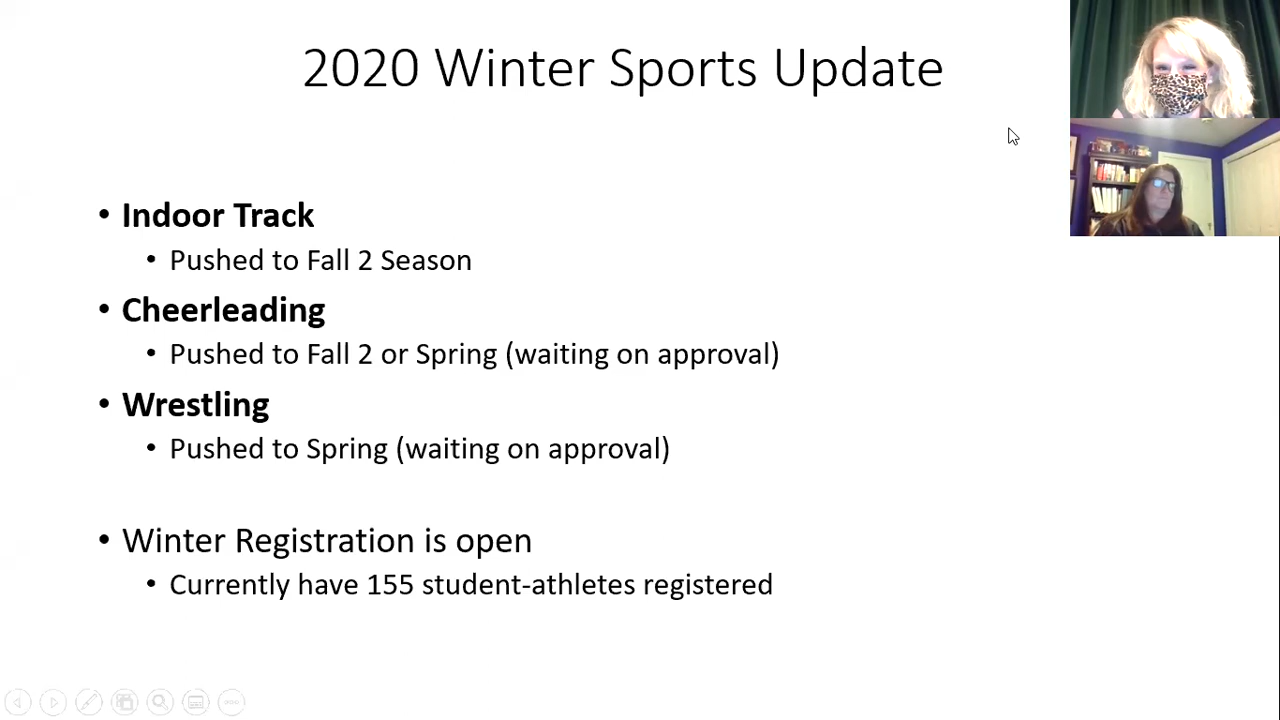 2020 Winter Sports Update
• Indoor Track
• Pushed to Fall 2 Season
• Cheerleading
• Pushed to Fall 2 or Spring (waiting on approval)
• Wrestling
• Pushed to Spring (waiting on approval)
• Winter Registration is open
• Currently have 155 student-athletes registered